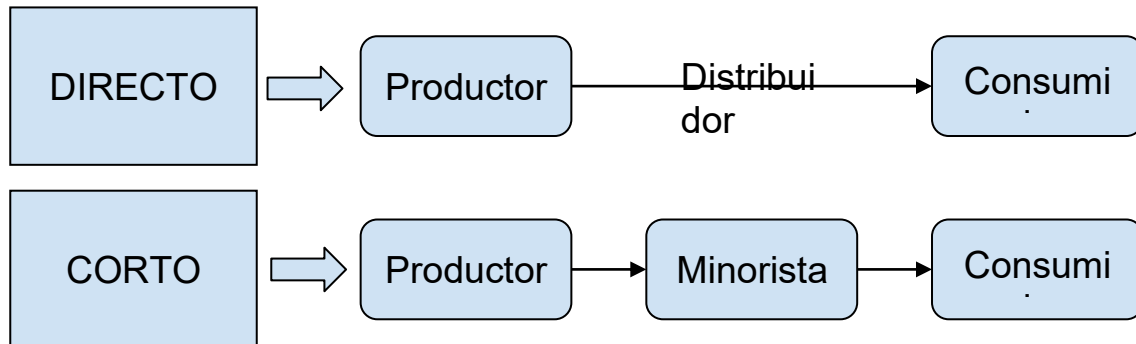 DIRECTO
Productor
Distribui
dor
Consumi
CORTO
Productor
Minorista
Consumi